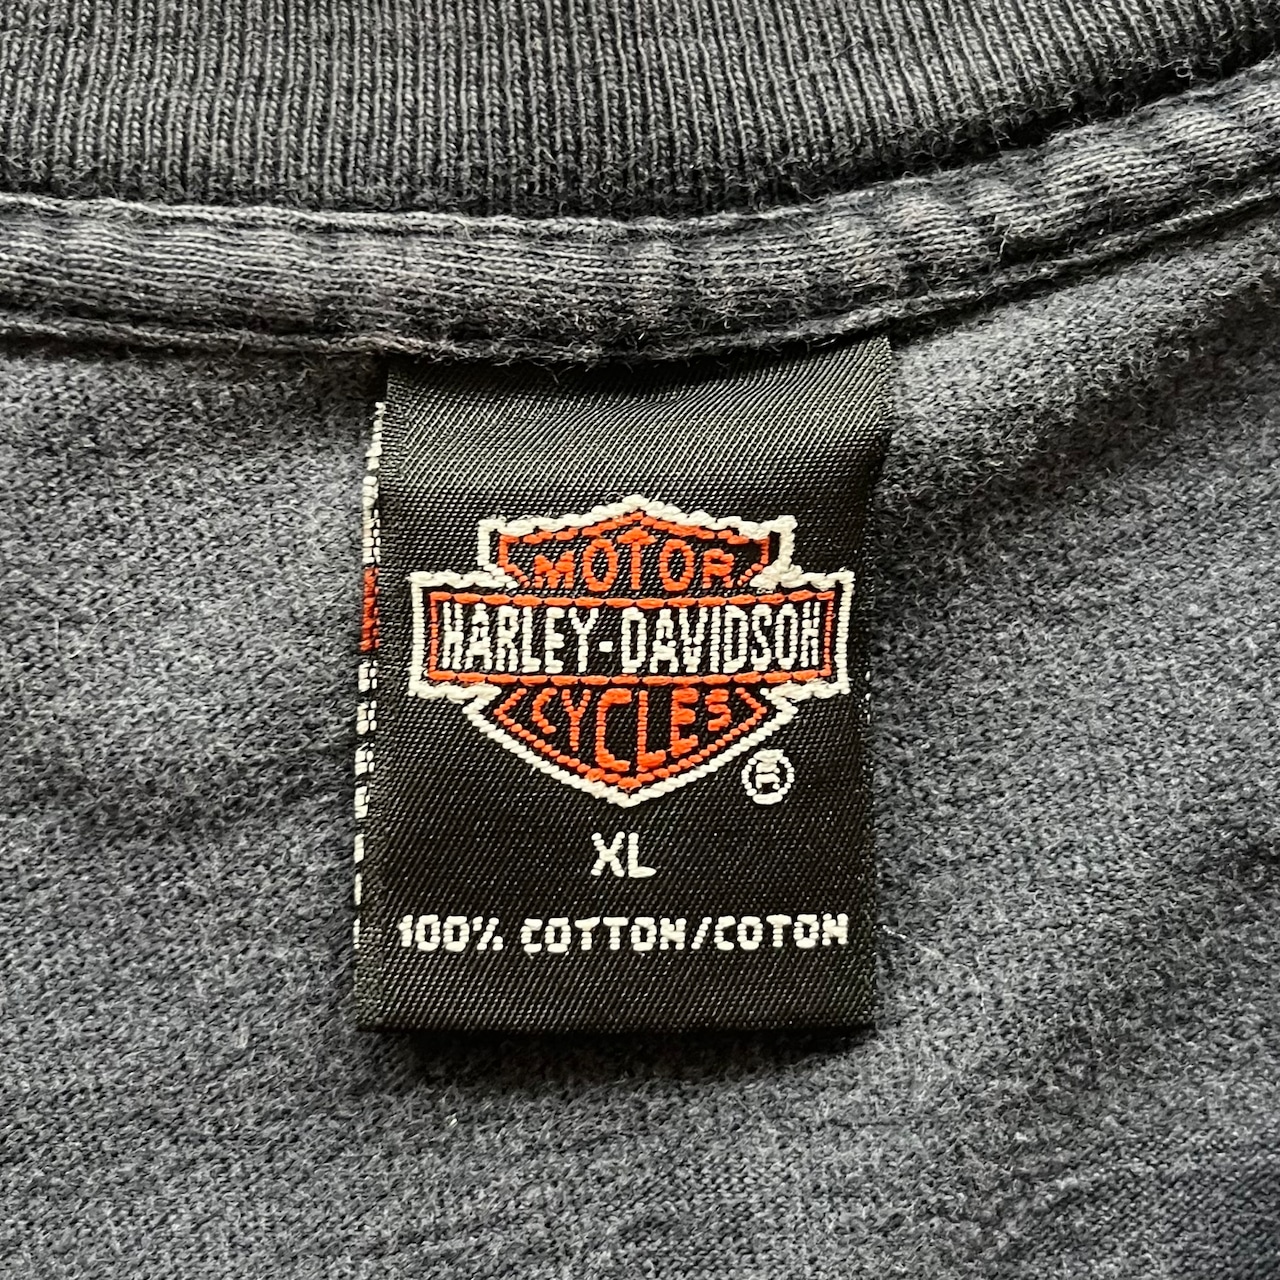 MOTOR
HARLEY-DAVIDSON
CYCLES
®
XL
100% COTTON/COTON